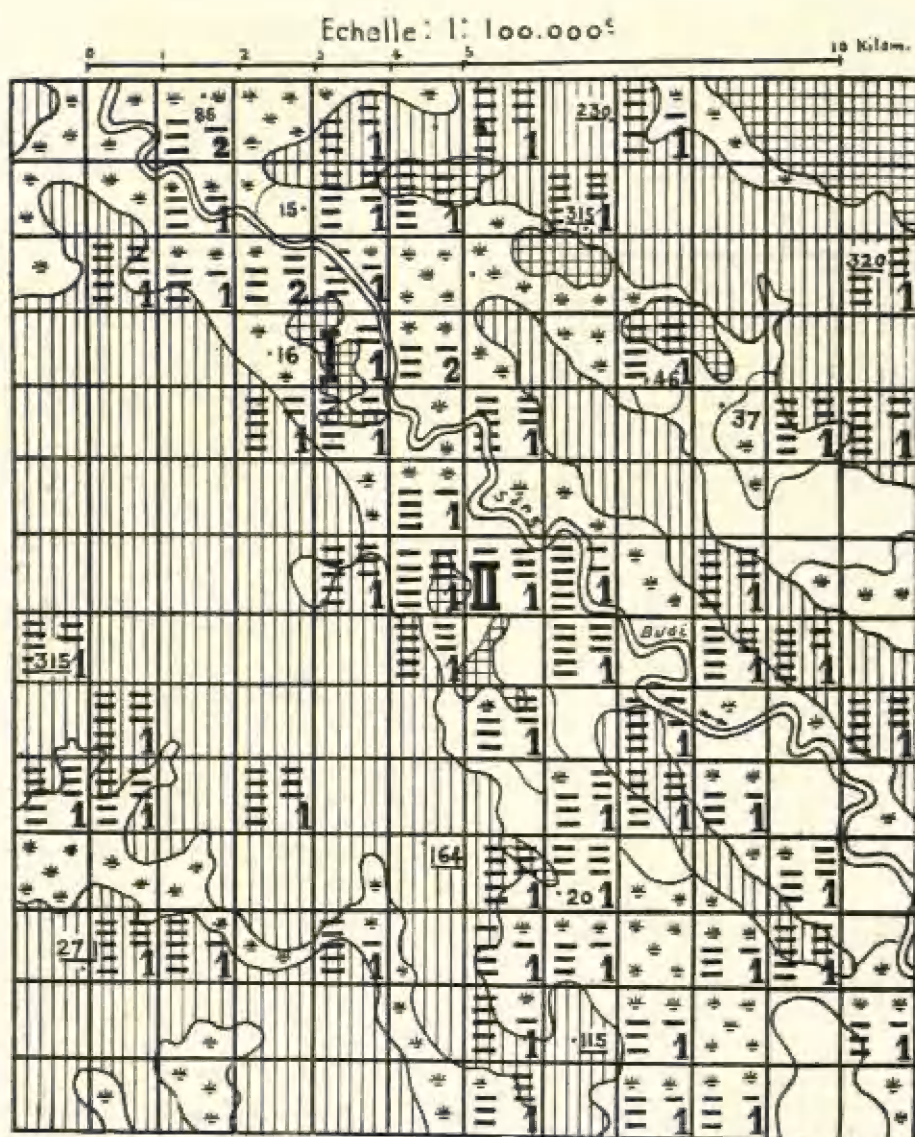 Echelle: 1: 100.000ᵉ
0 1 2 3 4 5 10 Kilom.
86 2 1 1 230 1
1 15 1 1 315 1
1 1 2 1 320 1
16 I 1 2 1 46
1 1 1 37 1 1
1 Săng
1 1 II 1 1
315 1 1 Budi 1 1
1 1 1 1
1 1 1 1 1 1
164 1 20 1 1
271 1 1 1 1 1 1 1
1 115 1 1
1 1 1